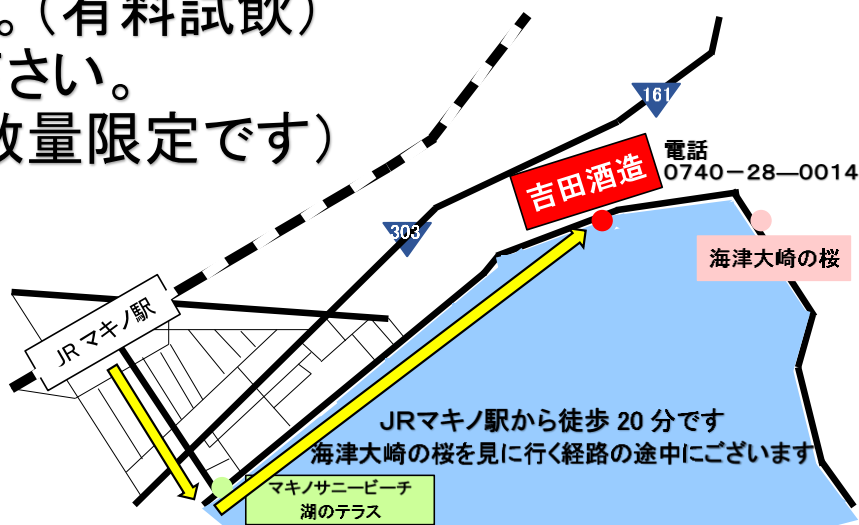 。（有料試飲）
ださい。
数量限定です）
161
電話
0740－28―0014
吉田酒造
303
海津大崎の桜
JR マキノ駅
JRマキノ駅から徒歩 20 分です
海津大崎の桜を見に行く経路の途中にございます
マキノサニービーチ
湖のテラス